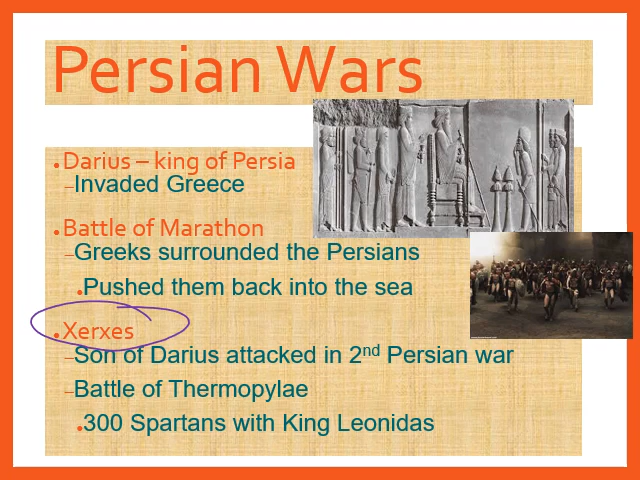 Persian Wars
• Darius – king of Persia
–Invaded Greece
• Battle of Marathon
–Greeks surrounded the Persians
•Pushed them back into the sea
• Xerxes
–Son of Darius attacked in 2nd Persian war
–Battle of Thermopylae
•300 Spartans with King Leonidas